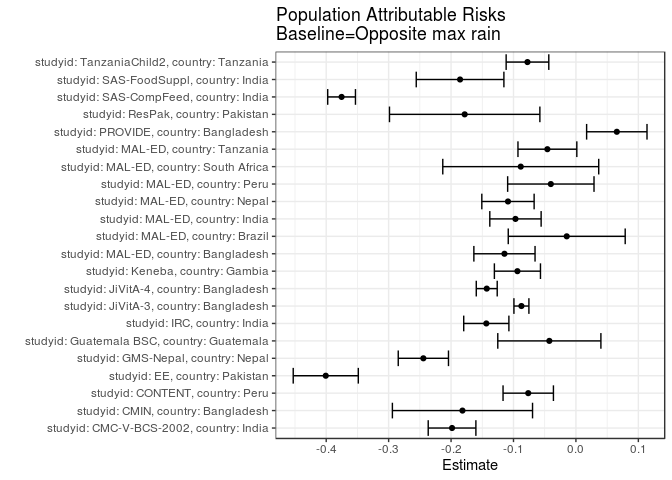 Population Attributable Risks
Baseline=Opposite max rain
studyid: TanzaniaChild2, country: Tanzania
studyid: SAS-FoodSuppl, country: India
studyid: SAS-CompFeed, country: India
studyid: ResPak, country: Pakistan
studyid: PROVIDE, country: Bangladesh
studyid: MAL-ED, country: Tanzania
studyid: MAL-ED, country: South Africa
studyid: MAL-ED, country: Peru
studyid: MAL-ED, country: Nepal
studyid: MAL-ED, country: India
studyid: MAL-ED, country: Brazil
studyid: MAL-ED, country: Bangladesh
studyid: Keneba, country: Gambia
studyid: JiVitA-4, country: Bangladesh
studyid: JiVitA-3, country: Bangladesh
studyid: IRC, country: India
studyid: Guatemala BSC, country: Guatemala
studyid: GMS-Nepal, country: Nepal
studyid: EE, country: Pakistan
studyid: CONTENT, country: Peru
studyid: CMIN, country: Bangladesh
studyid: CMC-V-BCS-2002, country: India
-0.4 -0.3 -0.2 -0.1 0.0 0.1
Estimate